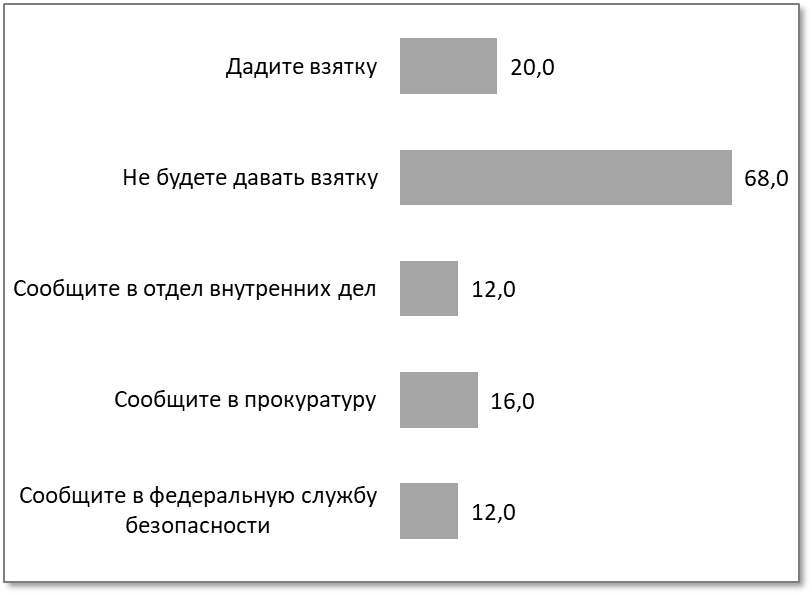 Дадите взятку 20,0
Не будете давать взятку 68,0
Сообщите в отдел внутренних дел 12,0
Сообщите в прокуратуру 16,0
Сообщите в федеральную службу
безопасности 12,0